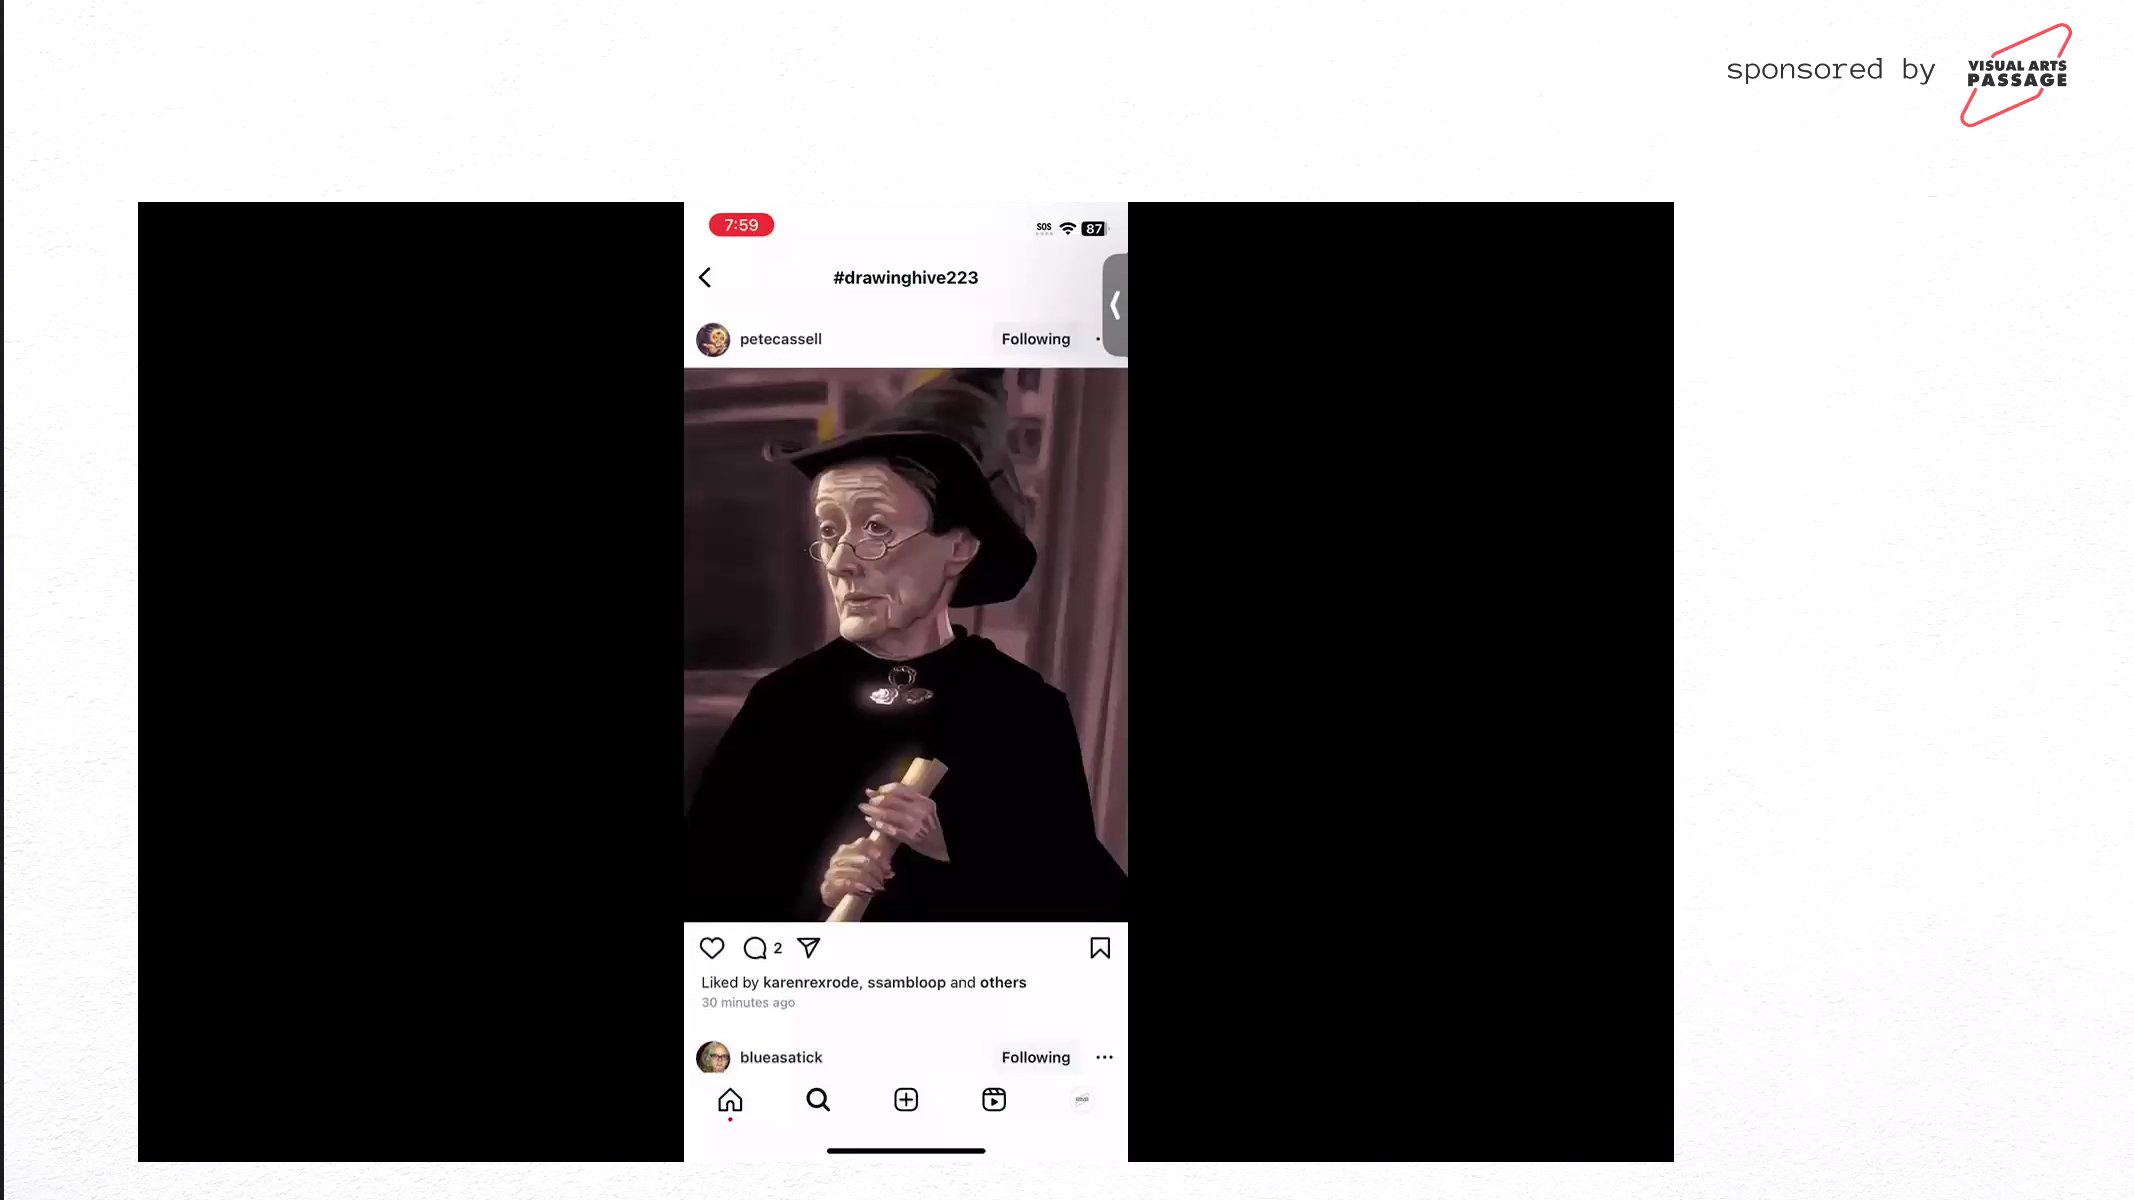 sponsored by
VISUAL ARTS
PASSAGE
7:59
SOS
87
#drawinghive223
petecassell
Following
2
Liked by karenrexrode, ssambloop and others
30 minutes ago
blueasatick
Following